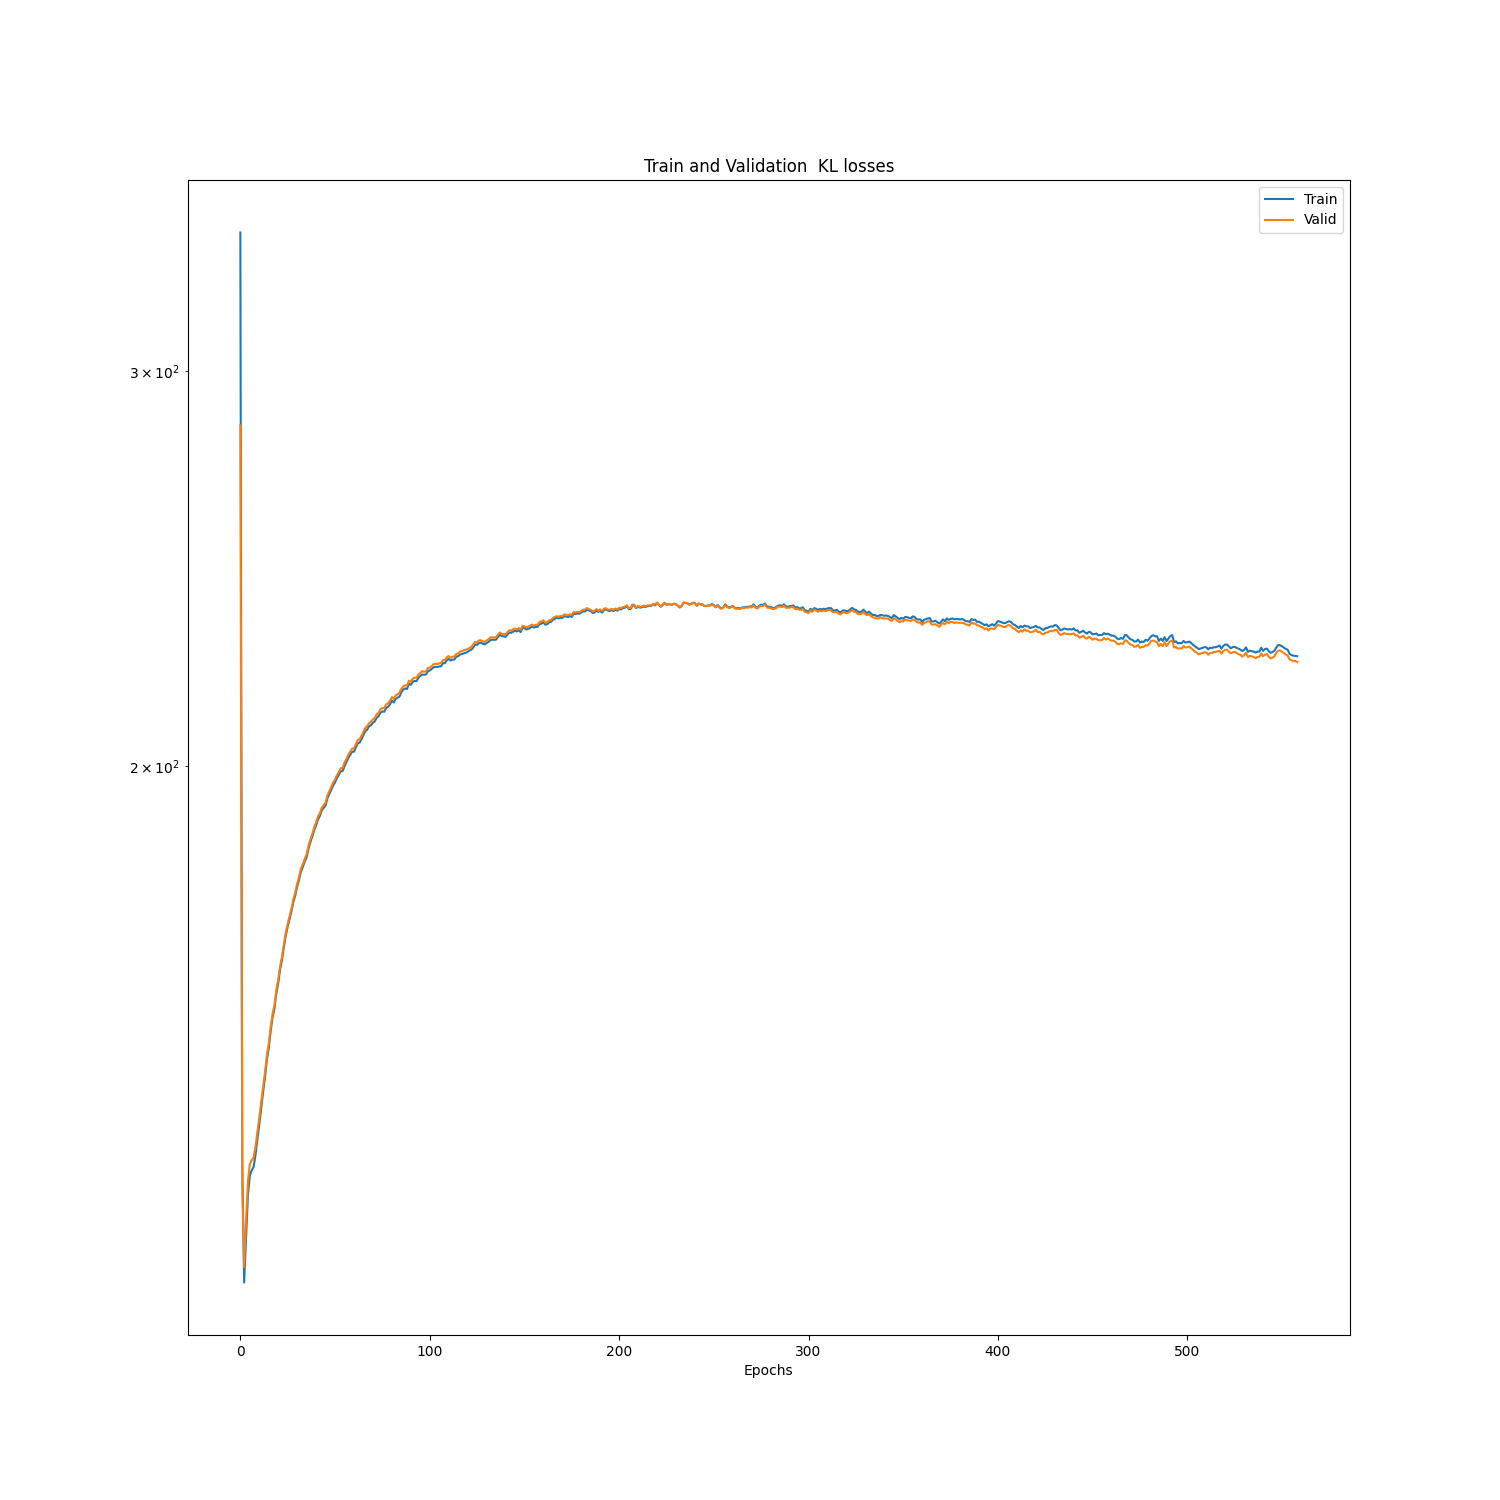 Train and Validation  KL losses
Train
Valid
3 × 10²
2 × 10²
0 100 200 300 400 500
Epochs